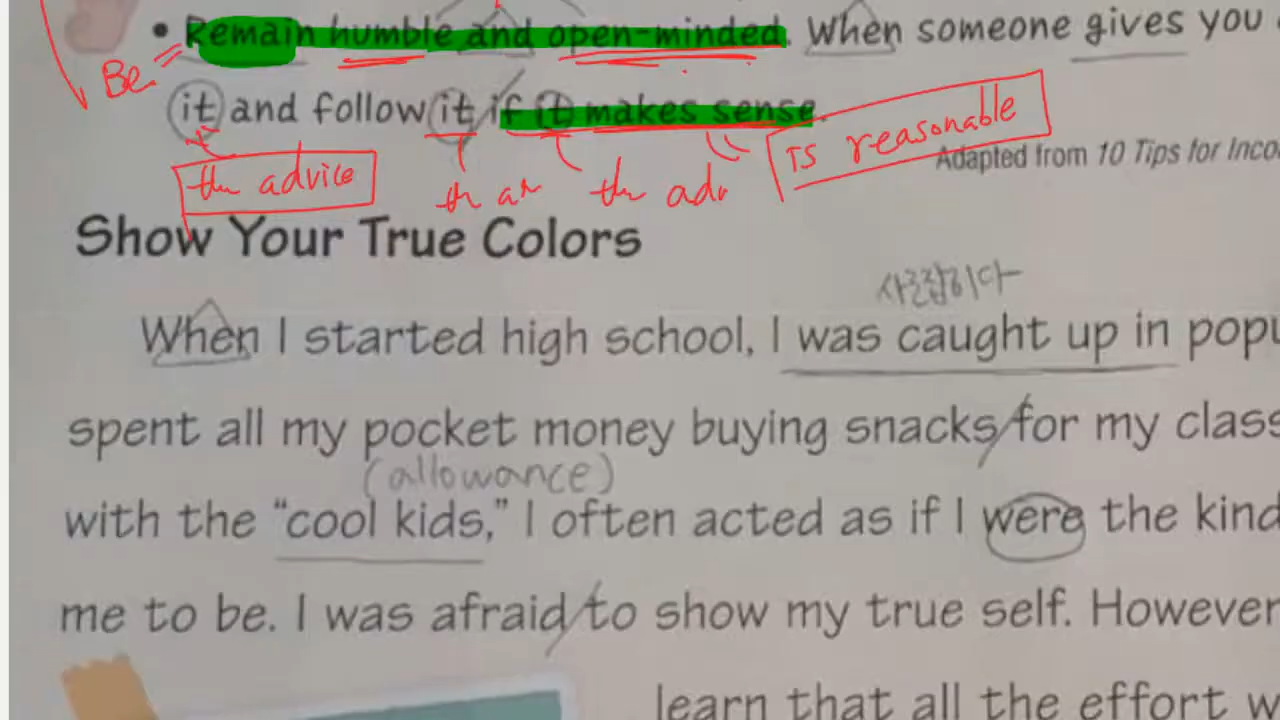 • Remain humble and open-minded. When someone gives you
Be
it and follow it if it makes sense.
is reasonable
Adapted from 10 Tips for Inco
the advice
the
the adv
Show Your True Colors
사로잡히다
When I started high school, I was caught up in popu
spent all my pocket money buying snacks for my class
(allowance)
with the “cool kids,” I often acted as if I were the kind
me to be. I was afraid to show my true self. However
learn that all the effort w